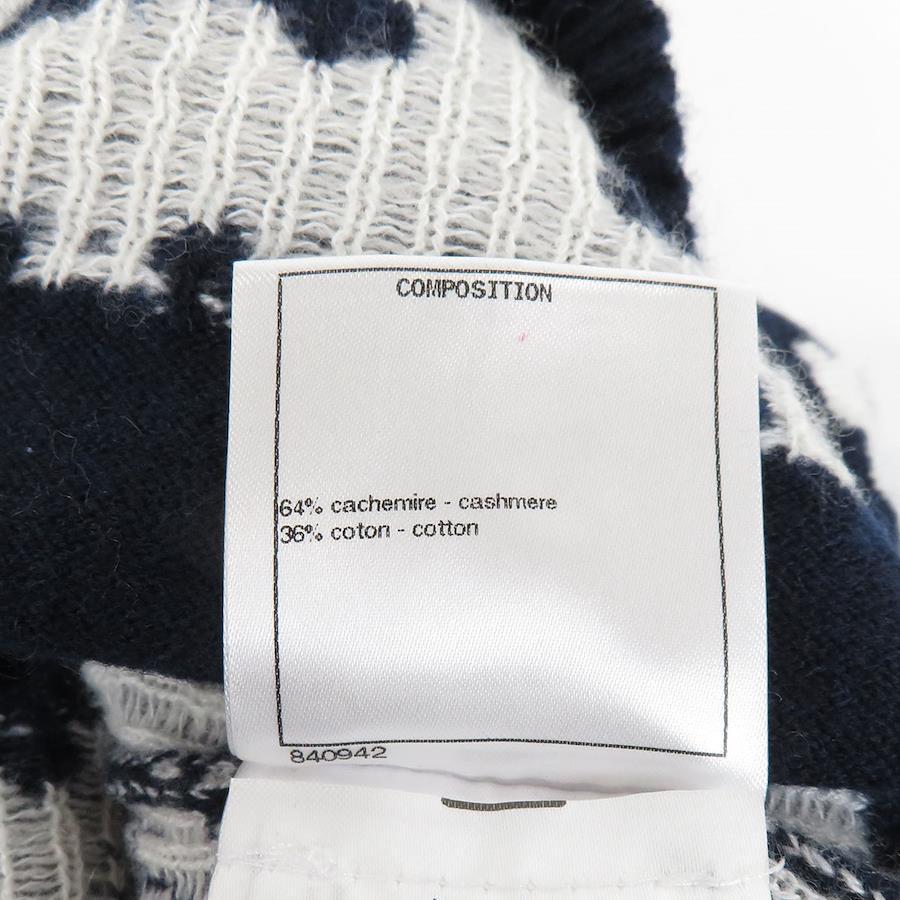 COMPOSITION
64% cachemire - cashmere
36% coton - cotton
840942